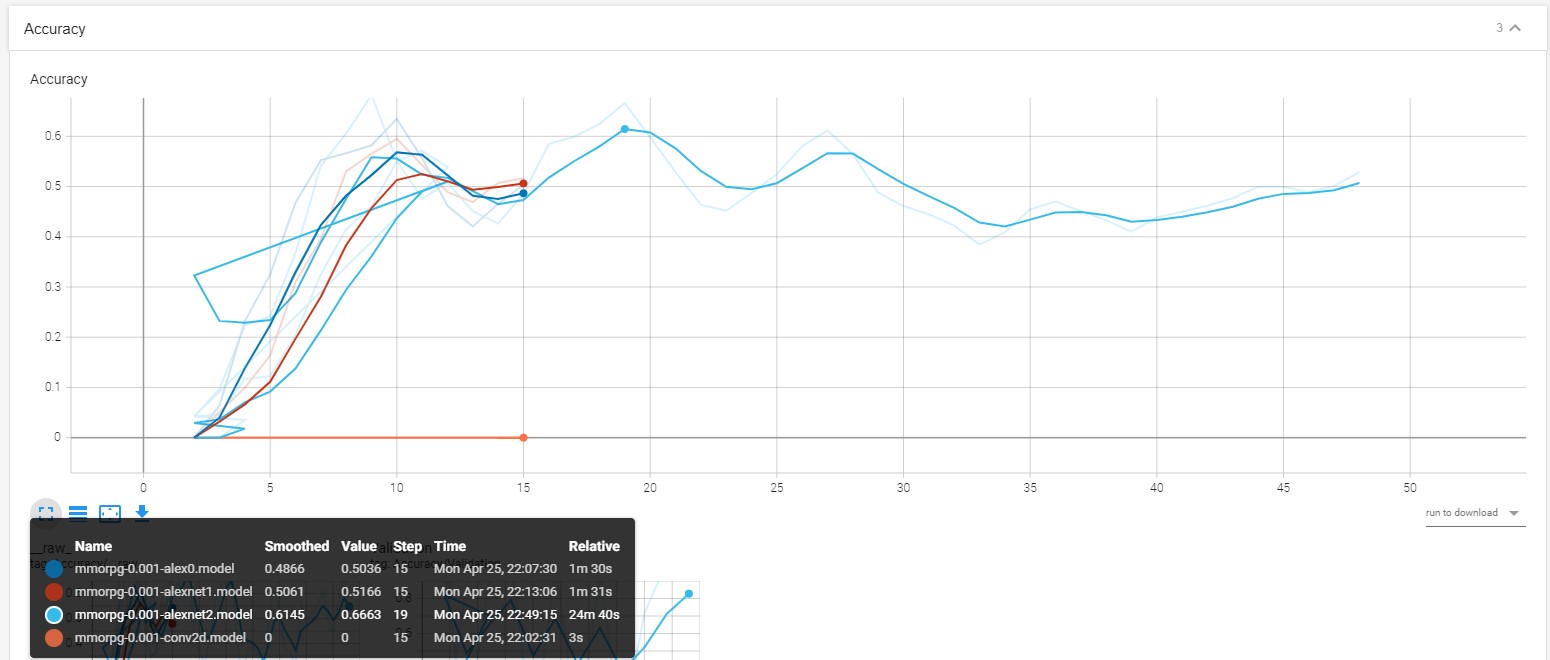 Accuracy
3
Accuracy
0.6
0.5
0.4
0.3
0.2
0.1
0
0 5 10 15 20 25 30 35 40 45 50
run to download
Name Smoothed Value Step Time Relative
mmorpg-0.001-alex0.model 0.4866 0.5036 15 Mon Apr 25, 22:07:30 1m 30s
mmorpg-0.001-alexnet1.model 0.5061 0.5166 15 Mon Apr 25, 22:13:06 1m 31s
mmorpg-0.001-alexnet2.model 0.6145 0.6663 19 Mon Apr 25, 22:49:15 24m 40s
mmorpg-0.001-conv2d.model 0 0 15 Mon Apr 25, 22:02:31 3s